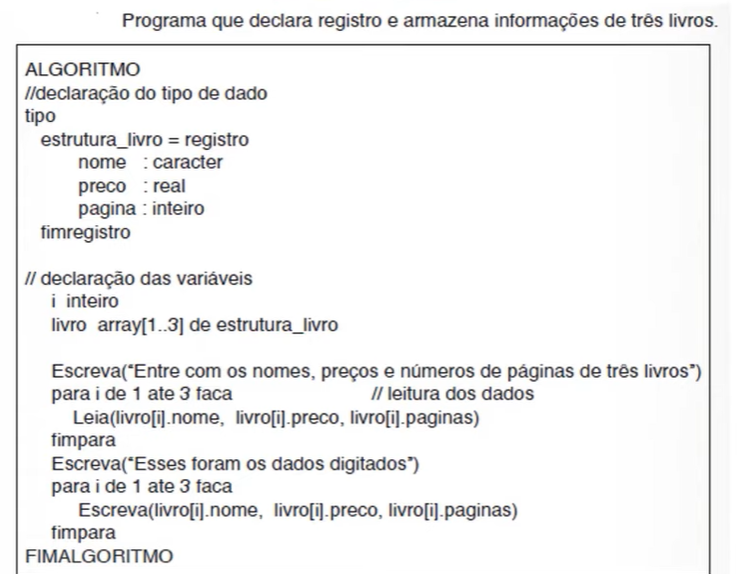 Programa que declara registro e armazena informações de três livros.
ALGORITMO
//declaração do tipo de dado
tipo
estrutura_livro = registro
nome : caracter
preco : real
pagina : inteiro
fimregistro
// declaração das variáveis
i inteiro
livro array[1..3] de estrutura_livro
Escreva("Entre com os nomes, preços e números de páginas de três livros")
para i de 1 ate 3 faca // leitura dos dados
Leia(livro[i].nome, livro[i].preco, livro[i].paginas)
fimpara
Escreva("Esses foram os dados digitados")
para i de 1 ate 3 faca
Escreva(livro[i].nome, livro[i].preco, livro[i].paginas)
fimpara
FIMALGORITMO